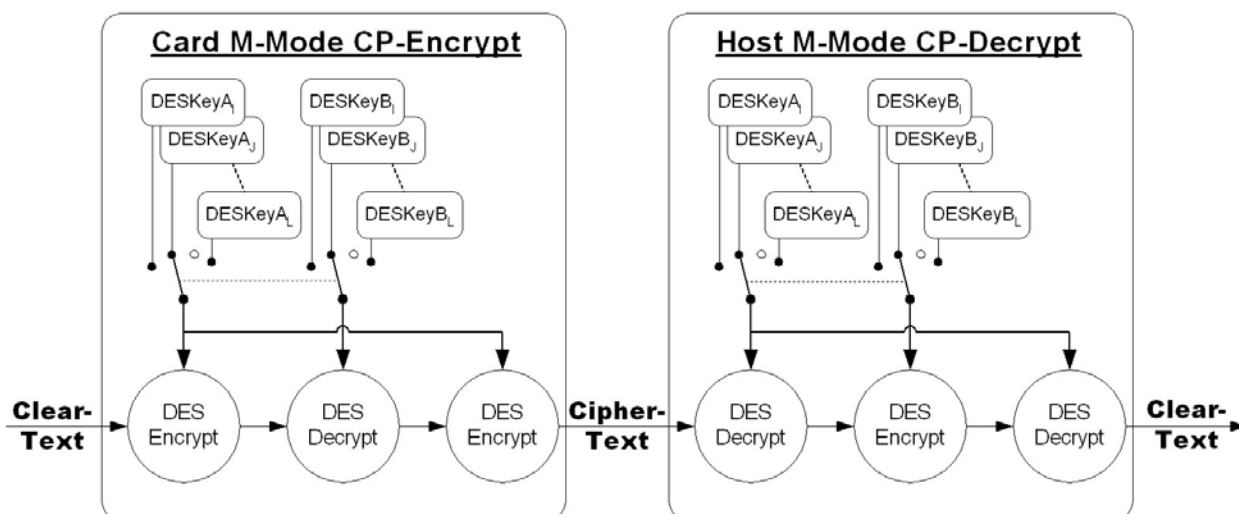 Card M-Mode CP-Encrypt
DESKeyA_I
DESKeyA_J
DESKeyA_L
DESKeyB_I
DESKeyB_J
DESKeyB_L
Clear-
Text
DES
Encrypt
DES
Decrypt
DES
Encrypt
Cipher-
Text
Host M-Mode CP-Decrypt
DESKeyA_I
DESKeyA_J
DESKeyA_L
DESKeyB_I
DESKeyB_J
DESKeyB_L
DES
Decrypt
DES
Encrypt
DES
Decrypt
Clear-
Text